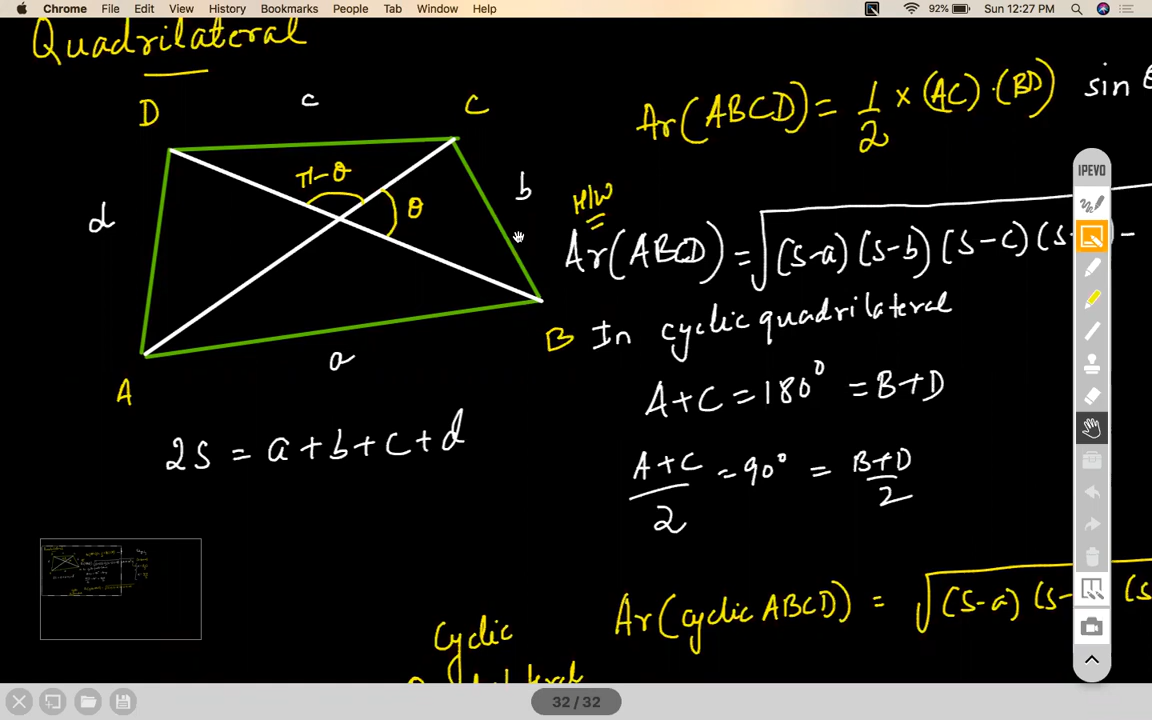 Chrome File Edit View History Bookmarks People Tab Window Help 92% Sun 12:27 PM
Quadrilateral
D c C
Ar(ABCD) = 1/2 × (AC)·(BD) sin θ
π-θ
θ
b
d
H/W
Ar(ABCD) = √(s-a)(s-b)(s-c)(s- ) -
B
In cyclic quadrilateral
a
A
A+C = 180° = B+D
2S = a+b+c+d
A+C/2 = 90° = B+D/2
Ar(cyclic ABCD) = √(s-a)(s- (s
Cyclic
IPEVO
32 / 32